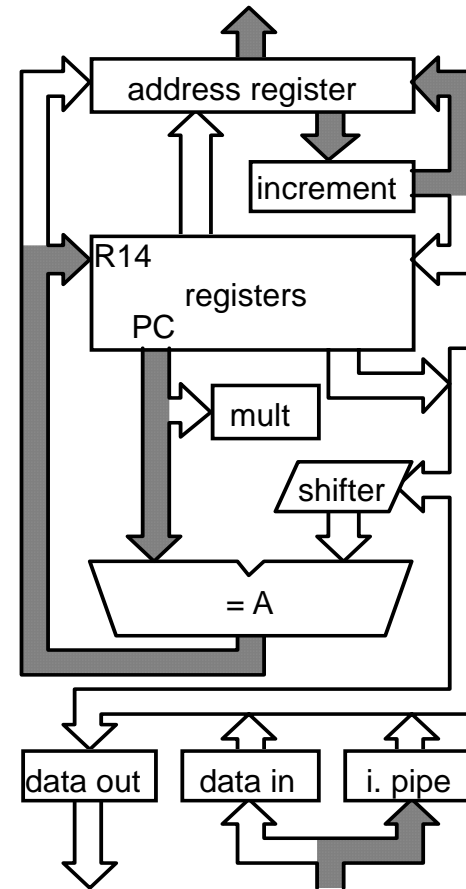 address register
increment
R14
registers
PC
mult
shifter
= A
data out
data in
i. pipe